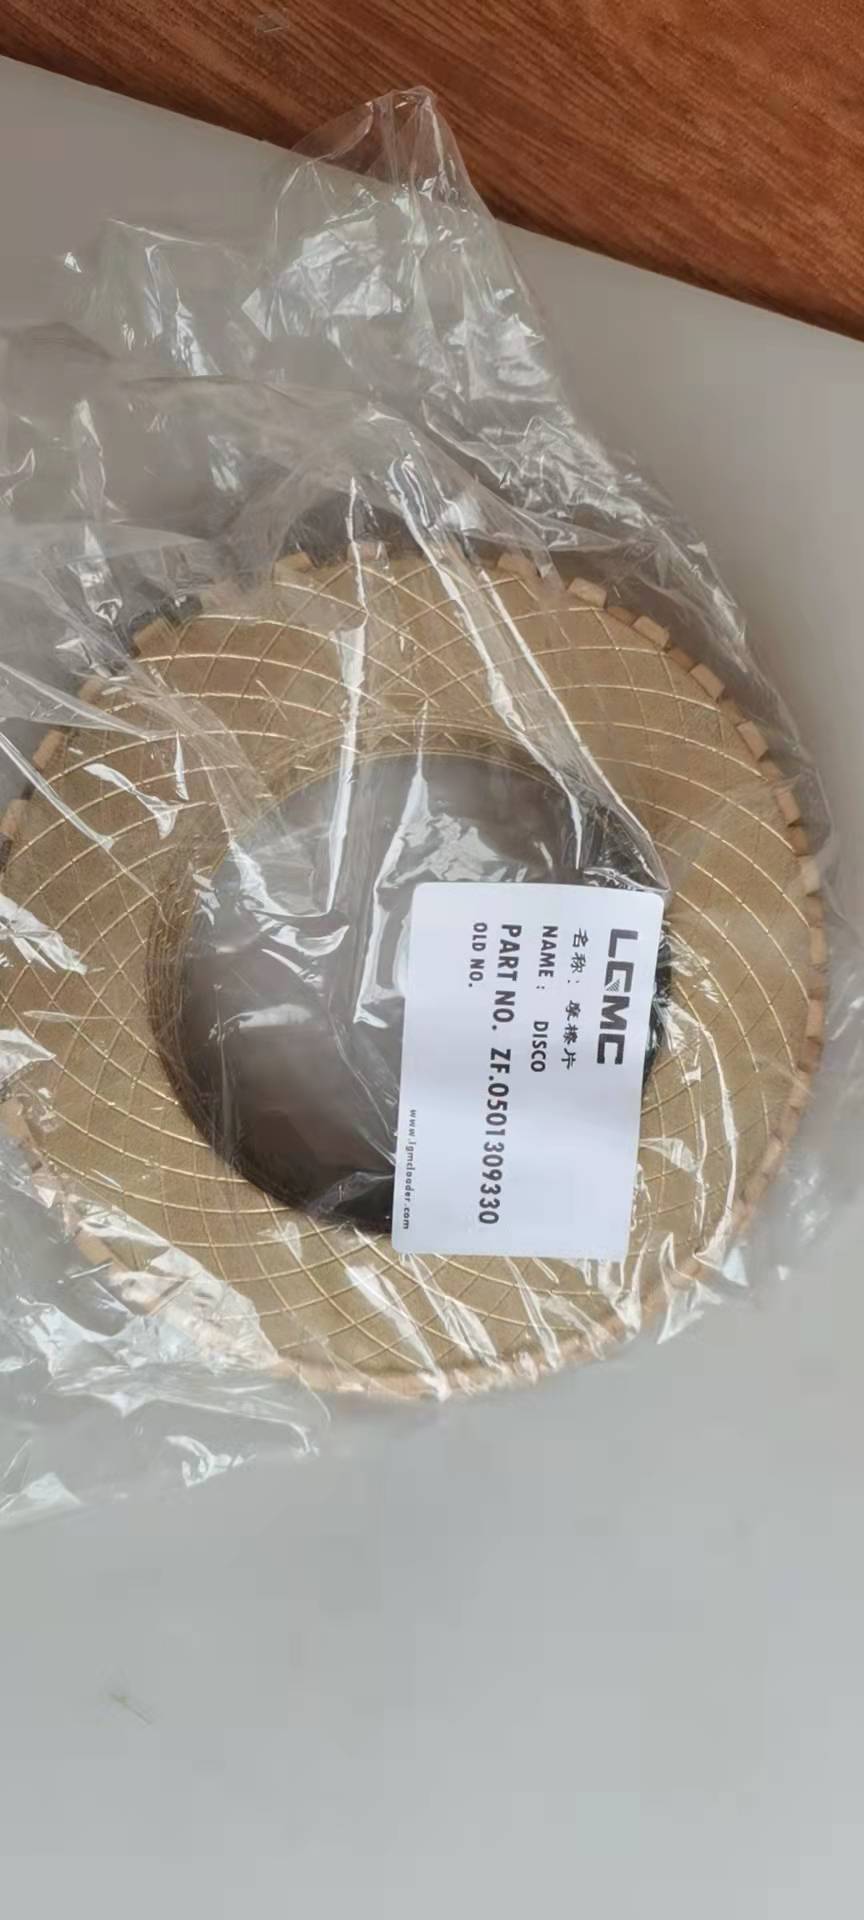 LGMC
名称：摩擦片
NAME： DISCO
PART NO. ZF.0501309330
OLD NO.
www.lgmcloader.com